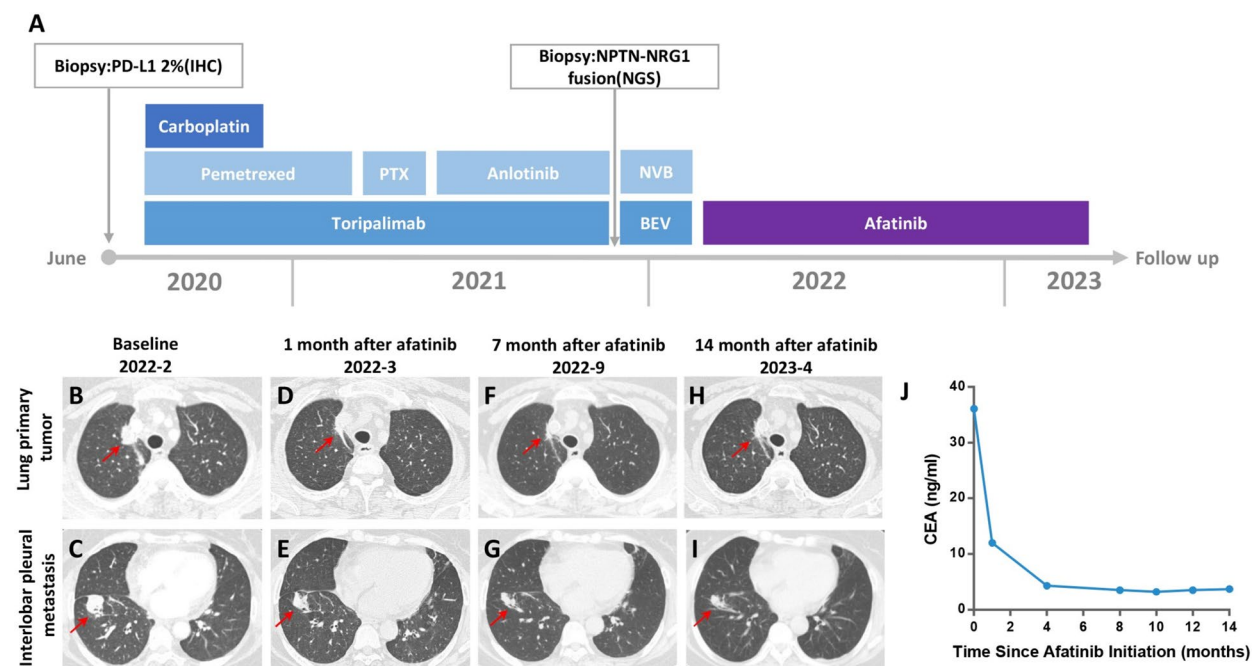 A
Biopsy:PD-L1 2%(IHC)
Biopsy:NPTN-NRG1
fusion(NGS)
Carboplatin
Pemetrexed
PTX
Anlotinib
NVB
Toripalimab
BEV
Afatinib
June
Follow up
2020
2021
2022
2023
Baseline
2022-2
1 month after afatinib
2022-3
7 month after afatinib
2022-9
14 month after afatinib
2023-4
Lung primary
tumor
B
D
F
H
Interlobar pleural
metastasis
C
E
G
I
J
CEA (ng/ml)
40
30
20
10
0
0 2 4 6 8 10 12 14
Time Since Afatinib Initiation (months)